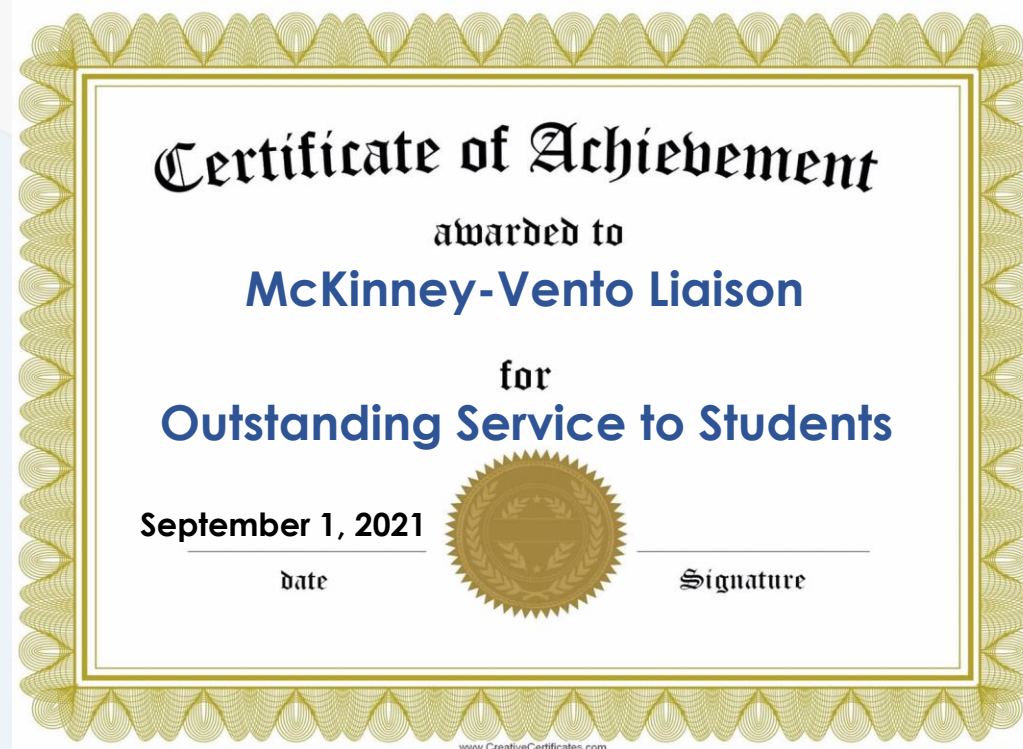 Certificate of Achievement
awarded to
McKinney-Vento Liaison
for
Outstanding Service to Students
September 1, 2021
date
Signature
www.CreativeCertificates.com